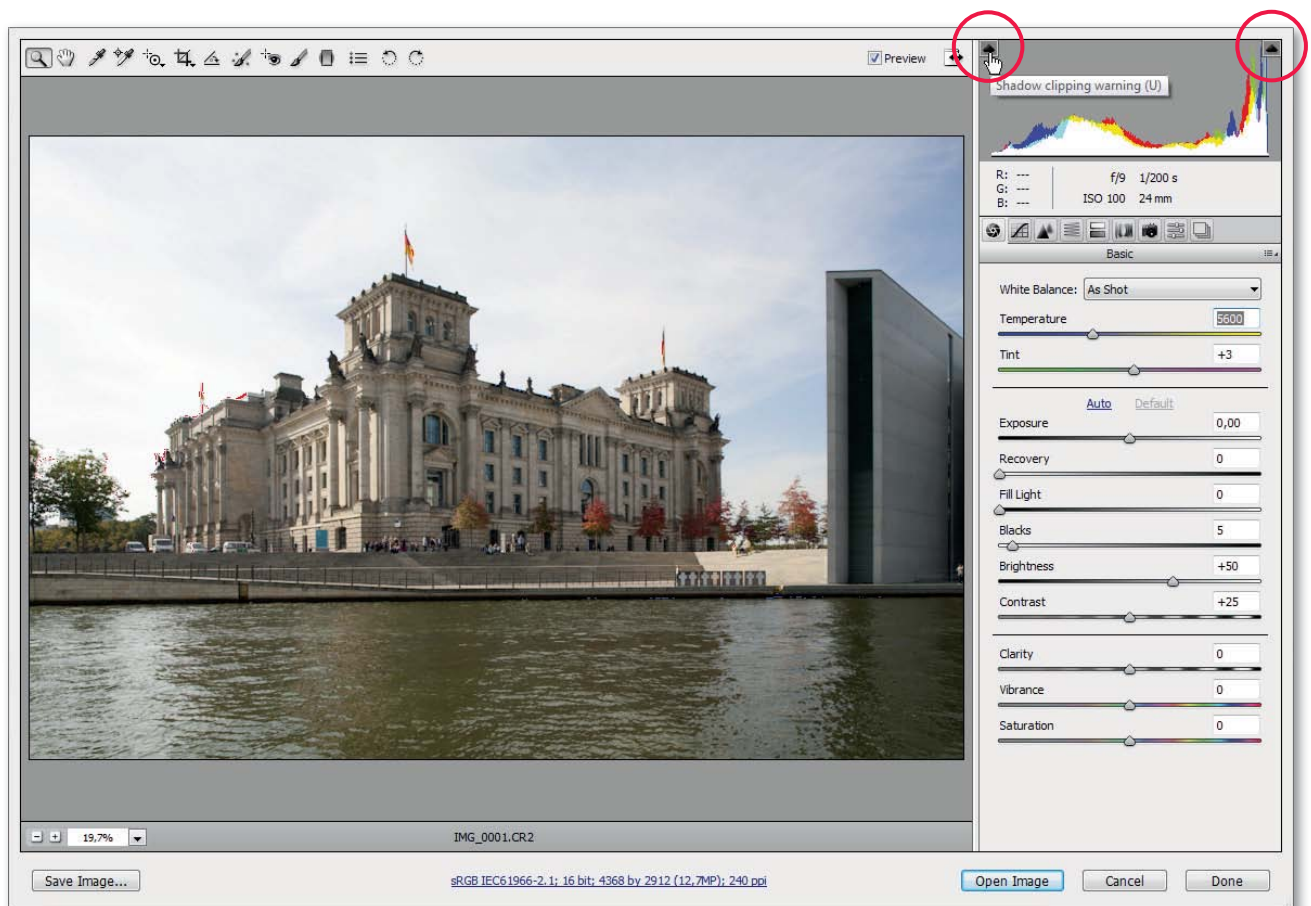 Preview
Shadow clipping warning (U)
R: ---
G: ---
B: ---
f/9 1/200 s
ISO 100 24 mm
Basic
White Balance: As Shot
Temperature 5600
Tint +3
Auto Default
Exposure 0,00
Recovery 0
Fill Light 0
Blacks 5
Brightness +50
Contrast +25
Clarity 0
Vibrance 0
Saturation 0
19,7%
IMG_0001.CR2
Save Image...
sRGB IEC61966-2.1; 16 bit; 4368 by 2912 (12,7MP); 240 ppi
Open Image
Cancel
Done